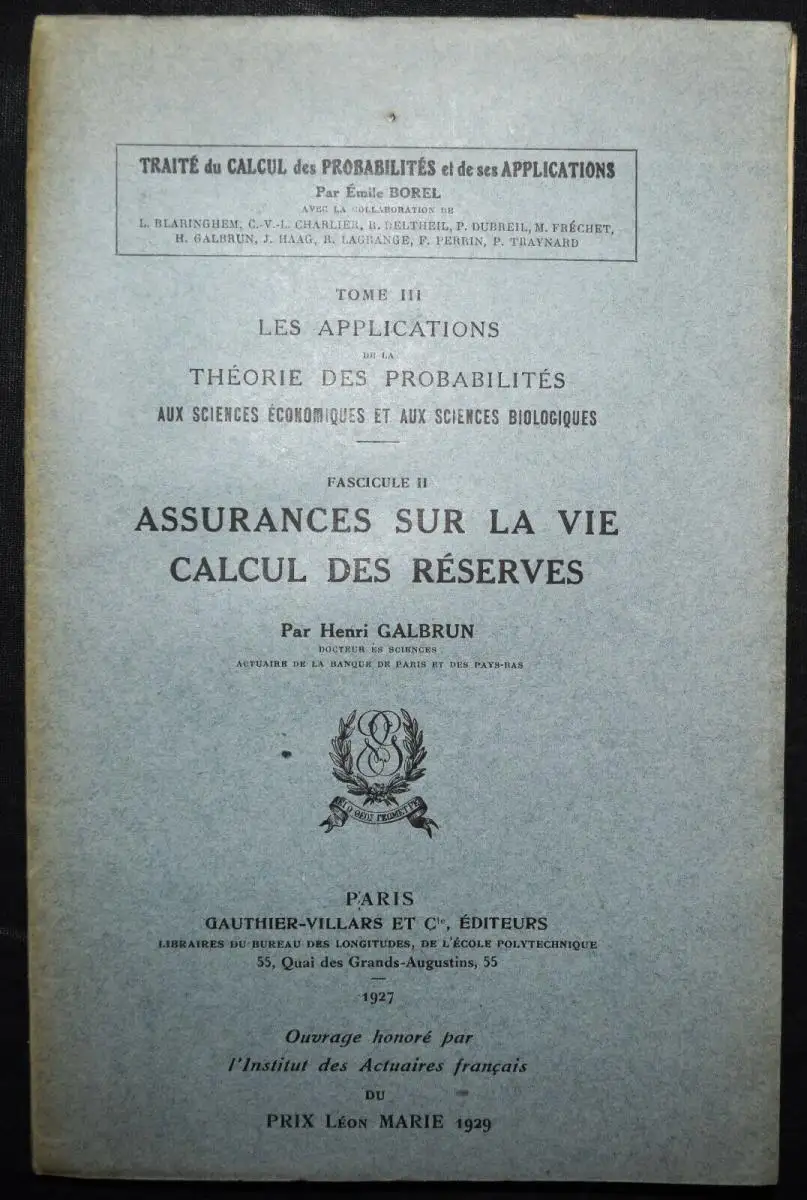 TRAITÉ du CALCUL des PROBABILITÉS et de ses APPLICATIONS
Par Émile BOREL
AVEC LA COLLABORATION DE
L. BLARINGHEM, C.-V.-L. CHARLIER, R. DELTHEIL, P. DUBREIL, M. FRÉCHET,
H. GALBRUN, J. HAAG, R. LAGRANGE, F. PERRIN, P. TRAYNARD
TOME III
LES APPLICATIONS
DE LA
THÉORIE DES PROBABILITÉS
AUX SCIENCES ÉCONOMIQUES ET AUX SCIENCES BIOLOGIQUES
FASCICULE II
ASSURANCES SUR LA VIE
CALCUL DES RÉSERVES
Par Henri GALBRUN
DOCTEUR ÈS SCIENCES
ACTUAIRE DE LA BANQUE DE PARIS ET DES PAYS-BAS
PARIS
GAUTHIER-VILLARS ET Cie, ÉDITEURS
LIBRAIRES DU BUREAU DES LONGITUDES, DE L'ÉCOLE POLYTECHNIQUE
55, Quai des Grands-Augustins, 55
1927
Ouvrage honoré par
l'Institut des Actuaires français
DU
PRIX LÉON MARIE 1929